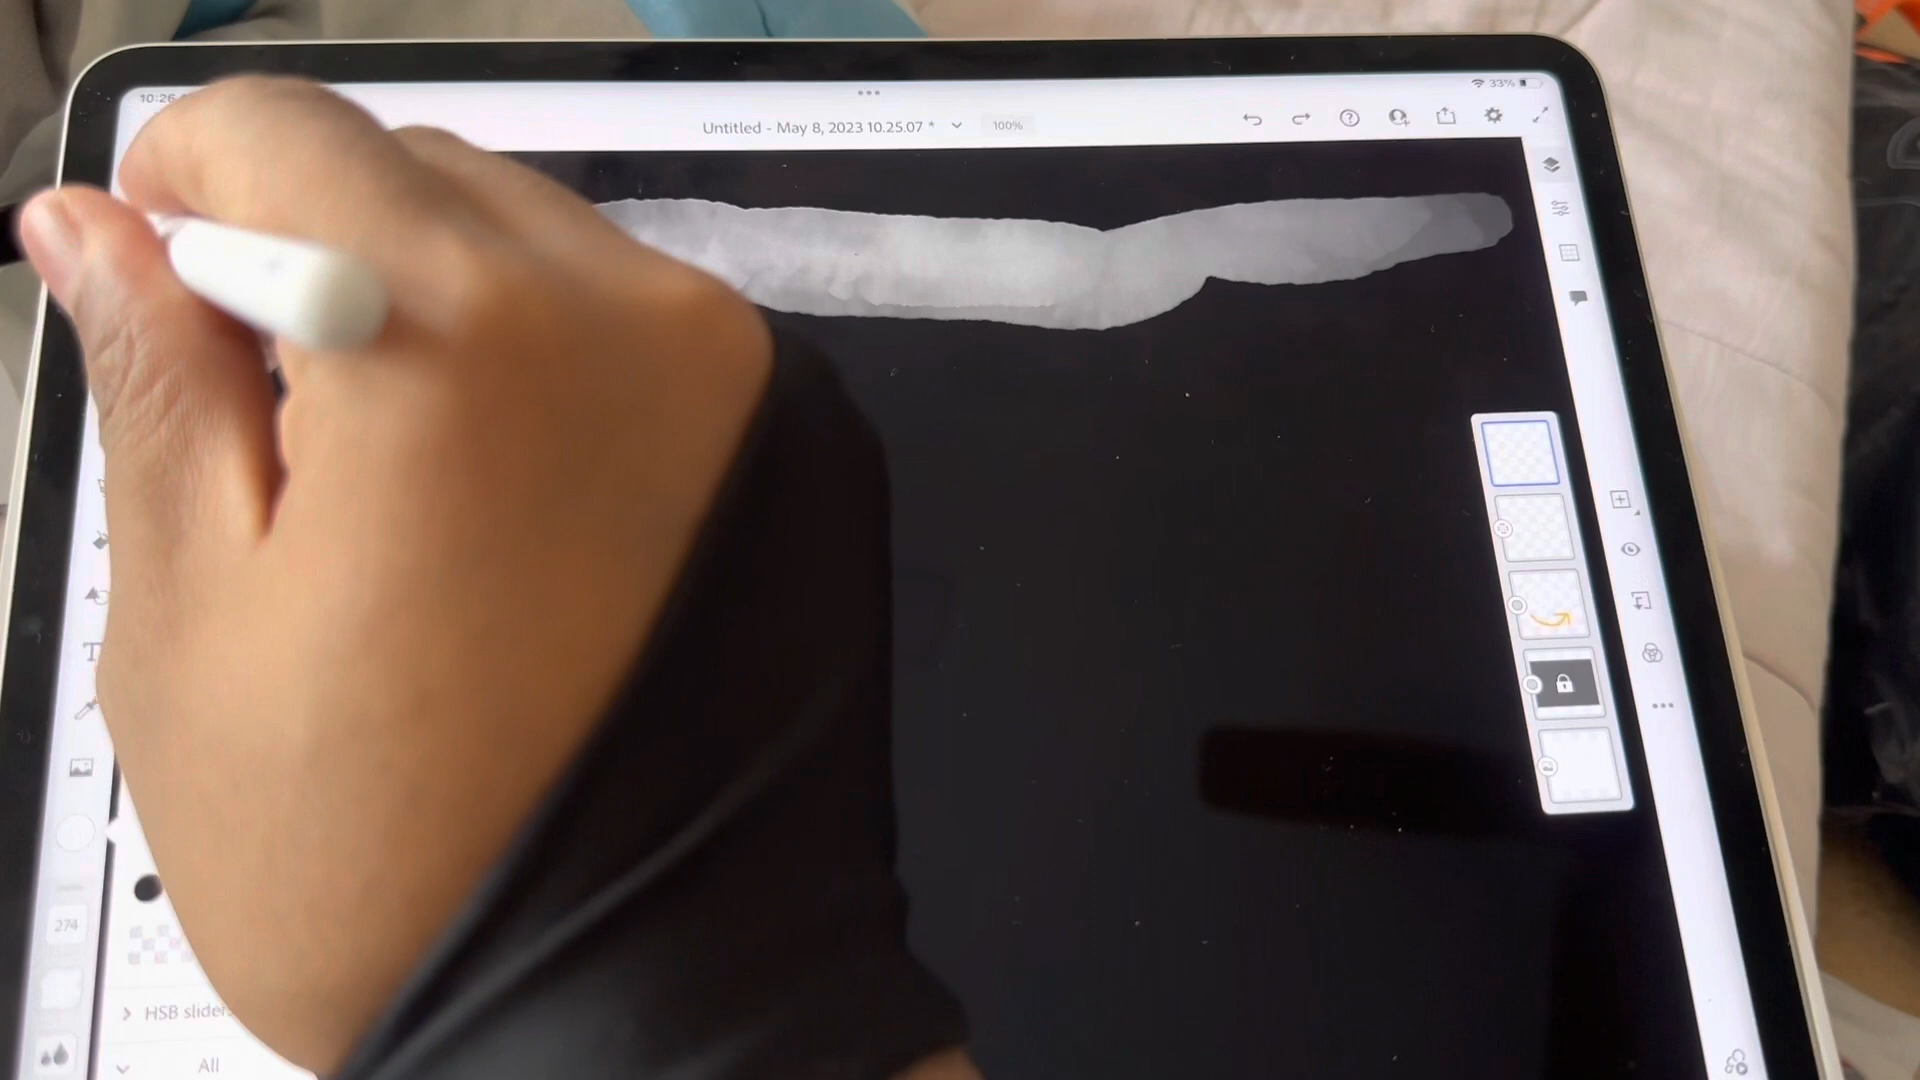 10:26
33%
Untitled - May 8, 2023 10.25.07 *
100%
T
274
HSB sliders
All